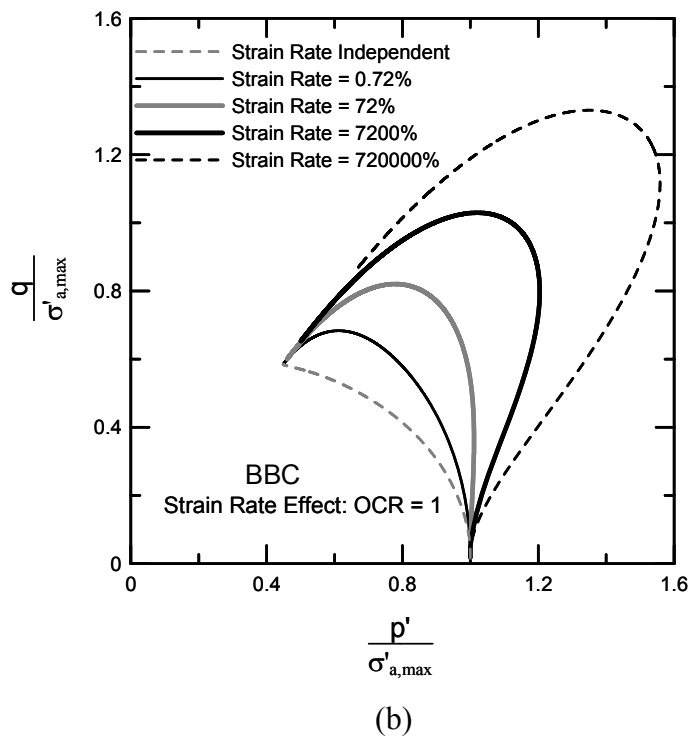 1.6
Strain Rate Independent
Strain Rate = 0.72%
Strain Rate = 72%
Strain Rate = 7200%
Strain Rate = 720000%
1.2
q
σ'a,max
0.8
0.4
BBC
Strain Rate Effect: OCR = 1
0
0 0.4 0.8 1.2 1.6
p'
σ'a,max
(b)